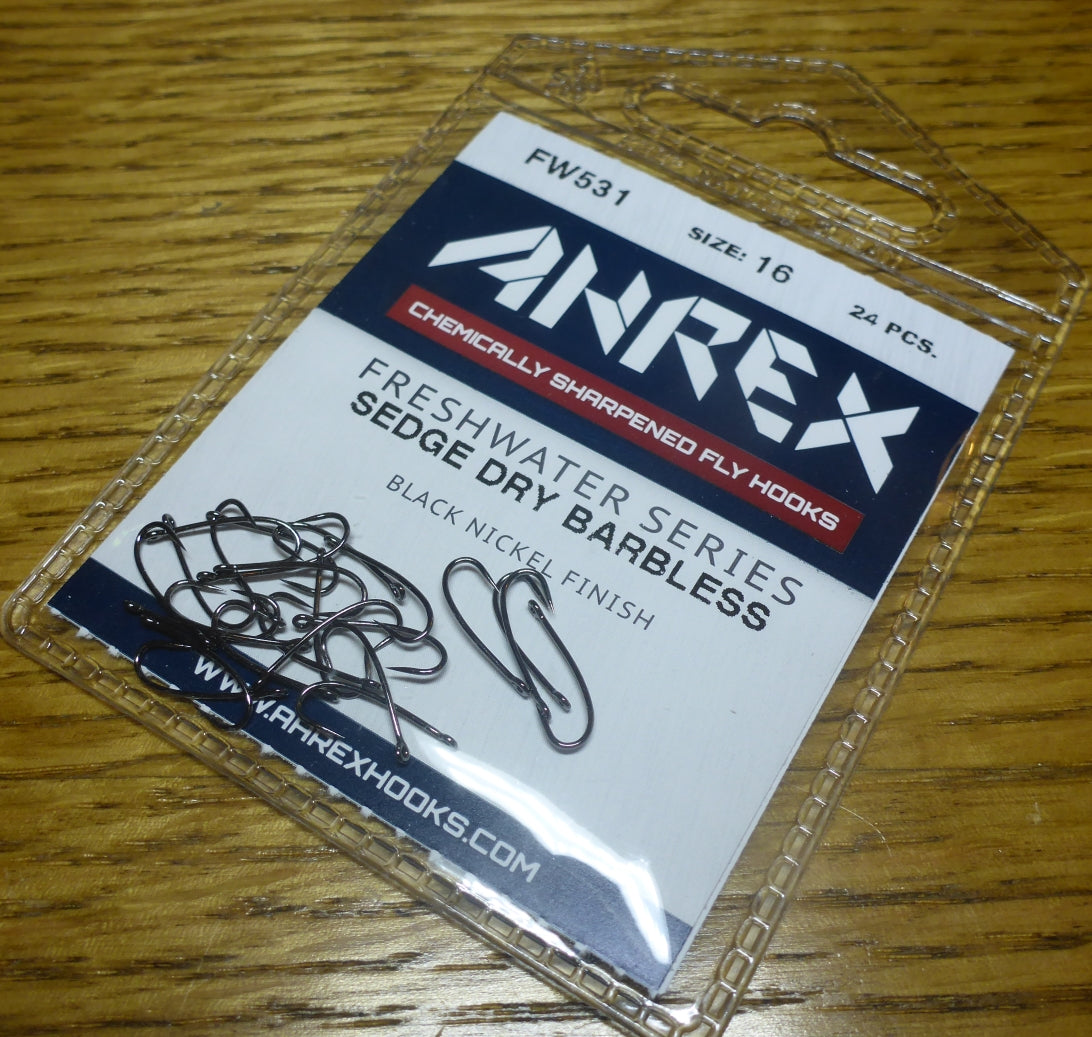 FW531
SIZE: 16
24 PCS.
AHREX
CHEMICALLY SHARPENED FLY HOOKS
FRESHWATER SERIES
SEDGE DRY BARBLESS
BLACK NICKEL FINISH
WWW.AHREXHOOKS.COM